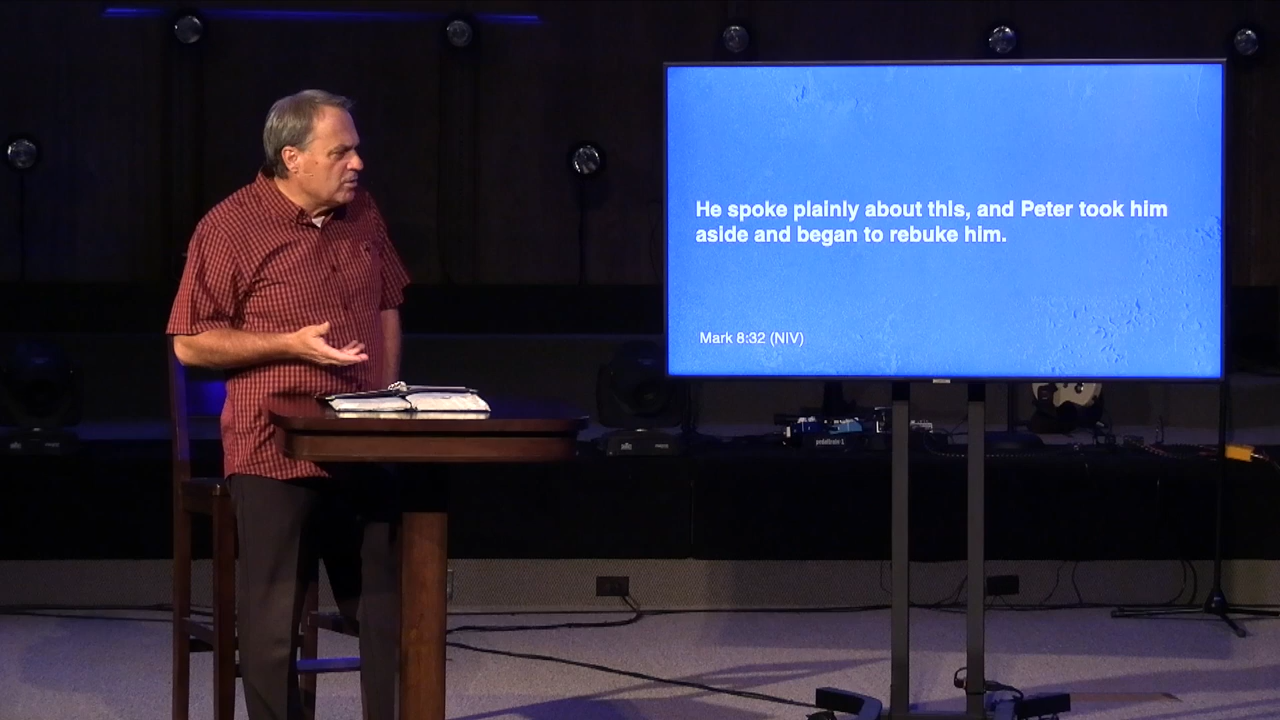 He spoke plainly about this, and Peter took him
aside and began to rebuke him.
Mark 8:32 (NIV)
pedaltrain